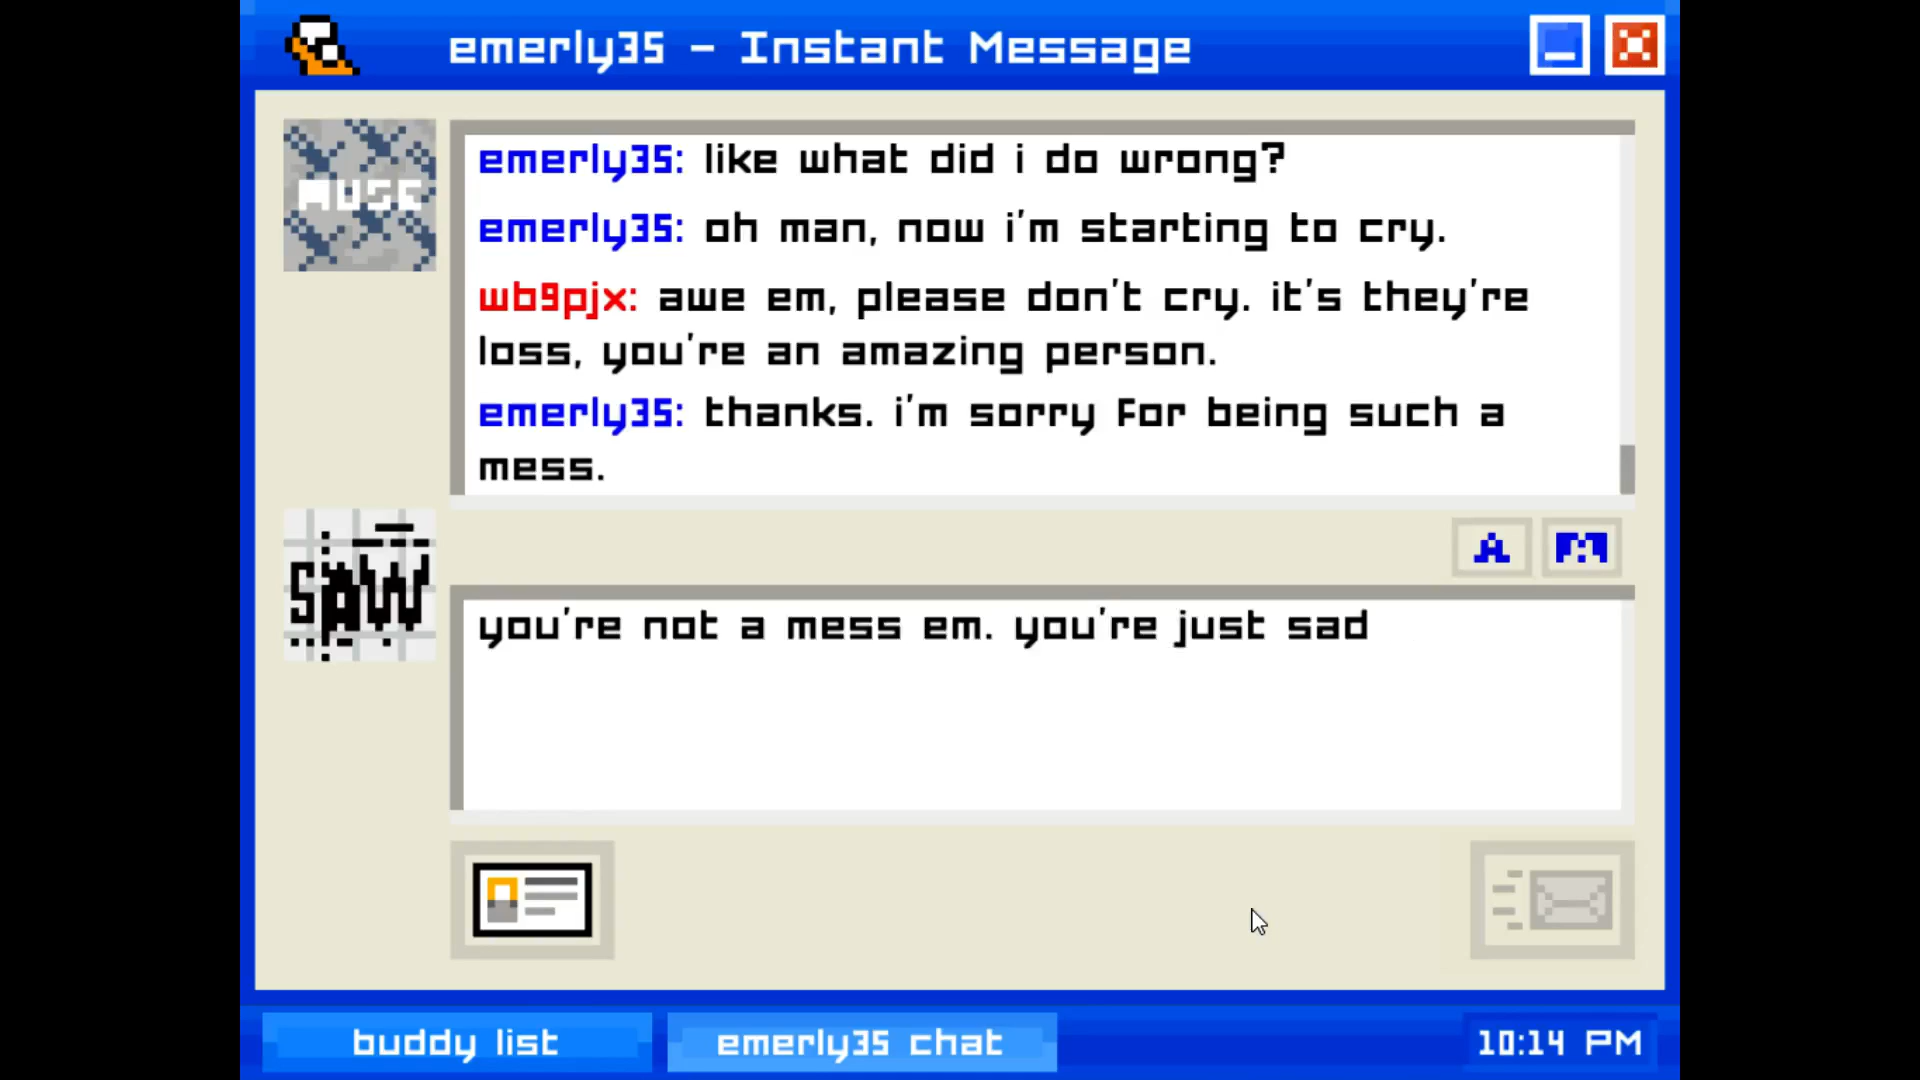 emerly35 - Instant Message
MUSE
emerly35: like what did i do wrong?
emerly35: oh man, now i'm starting to cry.
wb9pjx: awe em, please don't cry. it's they're
loss, you're an amazing person.
emerly35: thanks. i'm sorry for being such a
mess.
SAW
A M
you're not a mess em. you're just sad
buddy list
emerly35 chat
10:14 PM